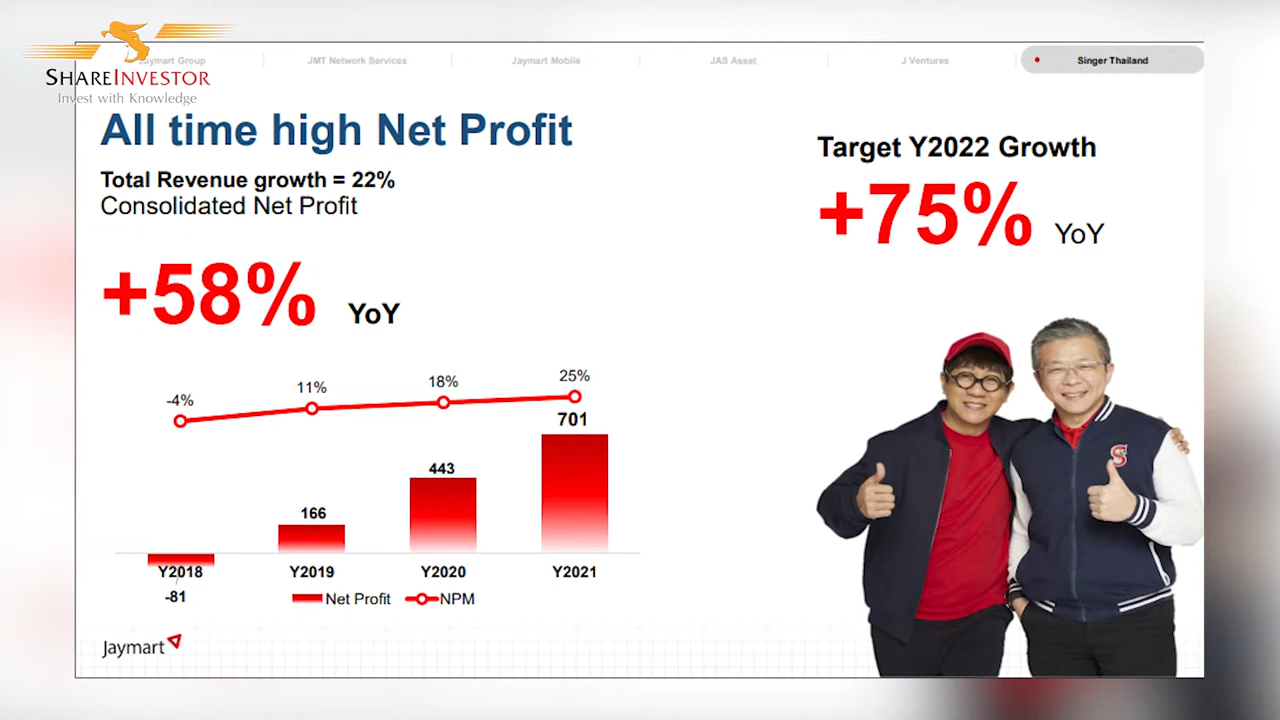 SHAREINVESTOR
Invest with Knowledge
Jaymart Group
JMT Network Services
Jaymart Mobile
JAS Asset
J Ventures
Singer Thailand
All time high Net Profit
Total Revenue growth = 22%
Consolidated Net Profit
+58% YoY
Target Y2022 Growth
+75% YoY
-4%
11%
18%
25%
701
443
166
Y2018
Y2019
Y2020
Y2021
-81
Net Profit
NPM
S
Jaymart